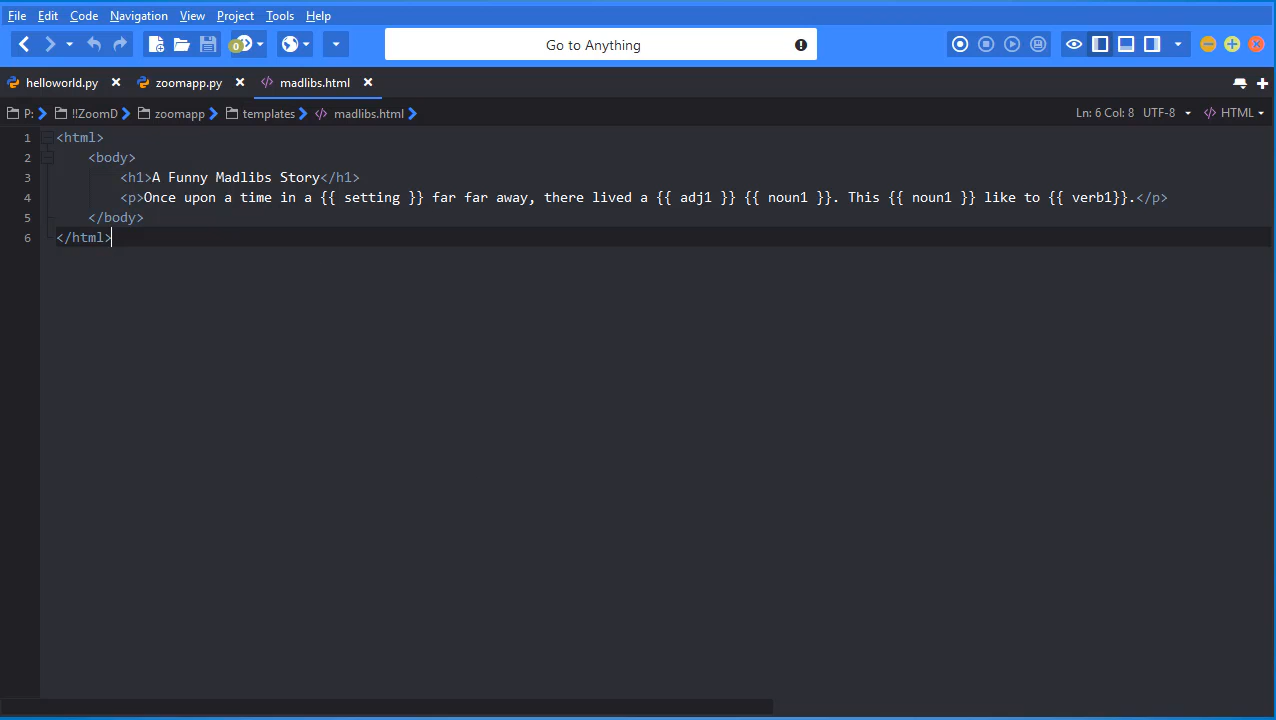 File Edit Code Navigation View Project Tools Help
0 Go to Anything
helloworld.py zoomapp.py madlibs.html
P: !!ZoomD zoomapp templates madlibs.html Ln: 6 Col: 8 UTF-8 HTML
1 <html>
2 <body>
3 <h1>A Funny Madlibs Story</h1>
4 <p>Once upon a time in a {{ setting }} far far away, there lived a {{ adj1 }} {{ noun1 }}. This {{ noun1 }} like to {{ verb1}}.</p>
5 </body>
6 </html>